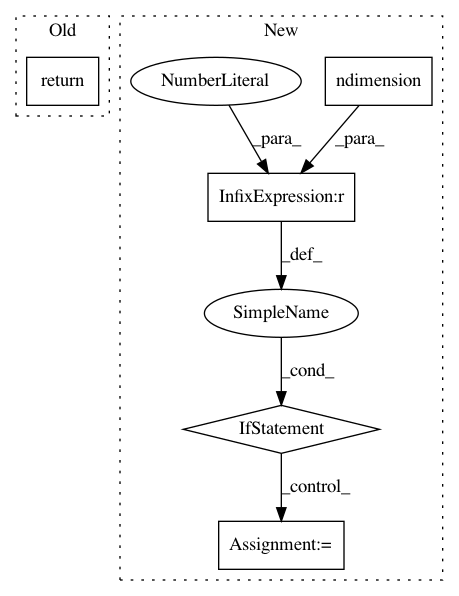 Old
New
return
NumberLiteral
ndimension
_para_
_para_
InfixExpression:r
_def_
SimpleName
_cond_
IfStatement
_control_
Assignment:=